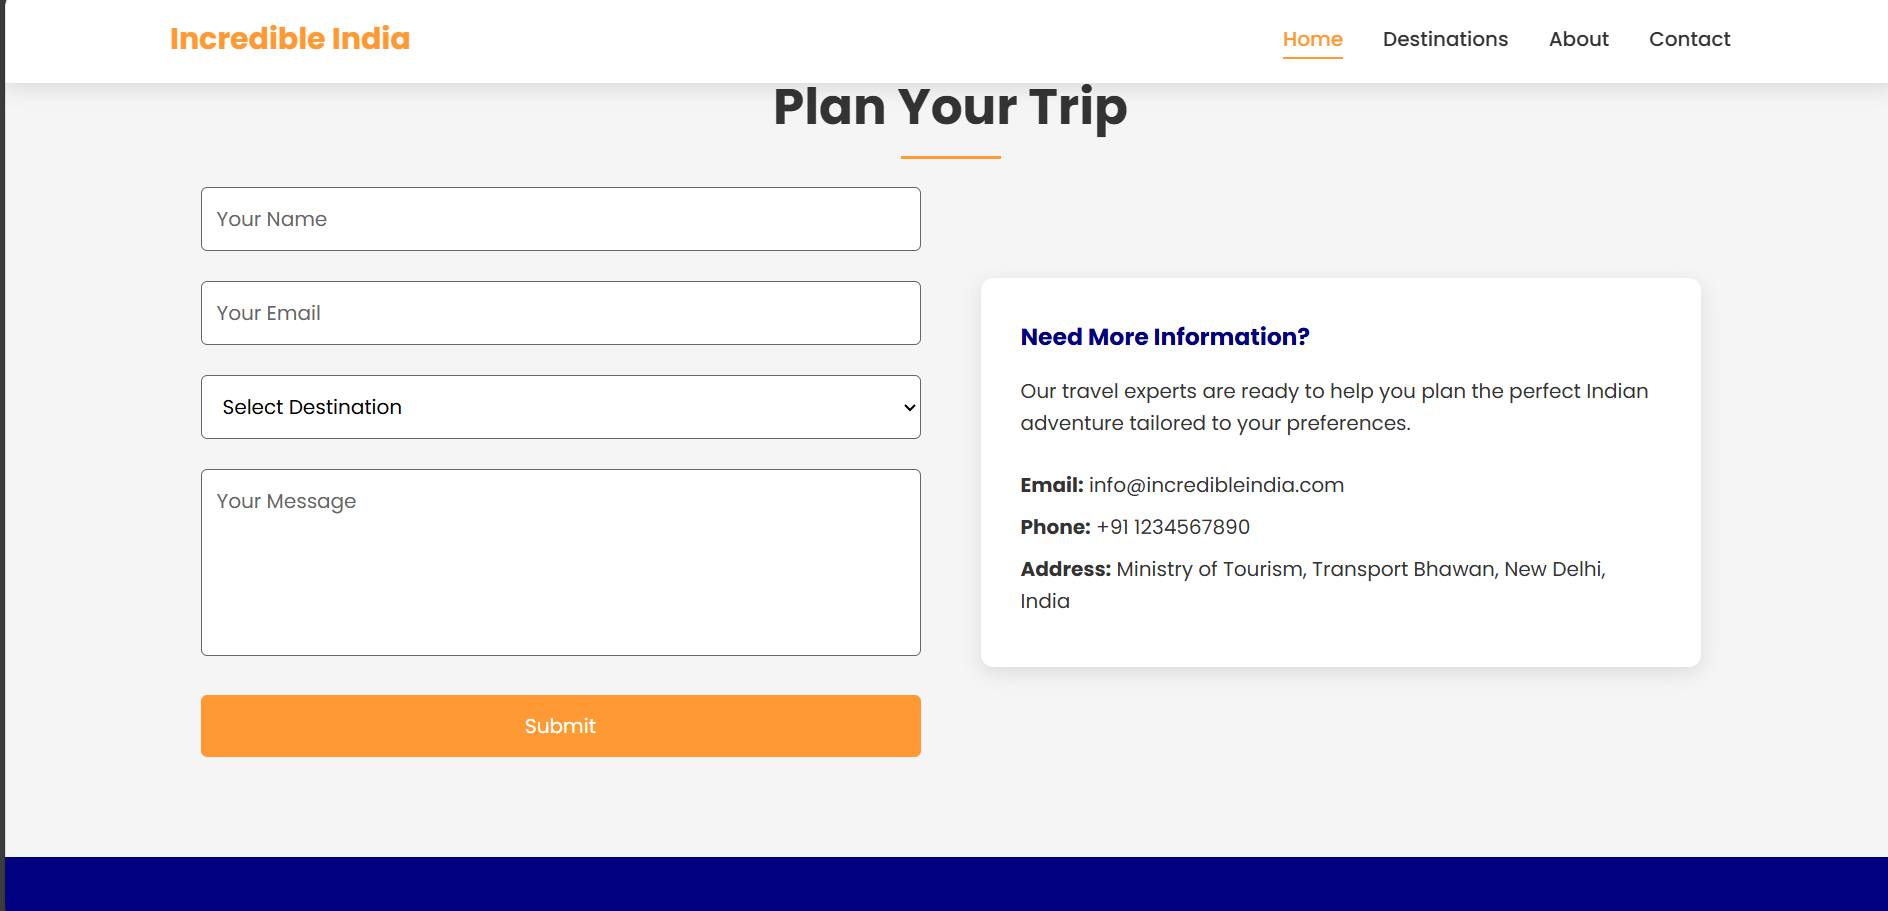 Incredible India
Home
Destinations
About
Contact
Plan Your Trip
Your Name
Your Email
Select Destination
Your Message
Submit
Need More Information?
Our travel experts are ready to help you plan the perfect Indian
adventure tailored to your preferences.
Email: info@incredibleindia.com
Phone: +91 1234567890
Address: Ministry of Tourism, Transport Bhawan, New Delhi,
India